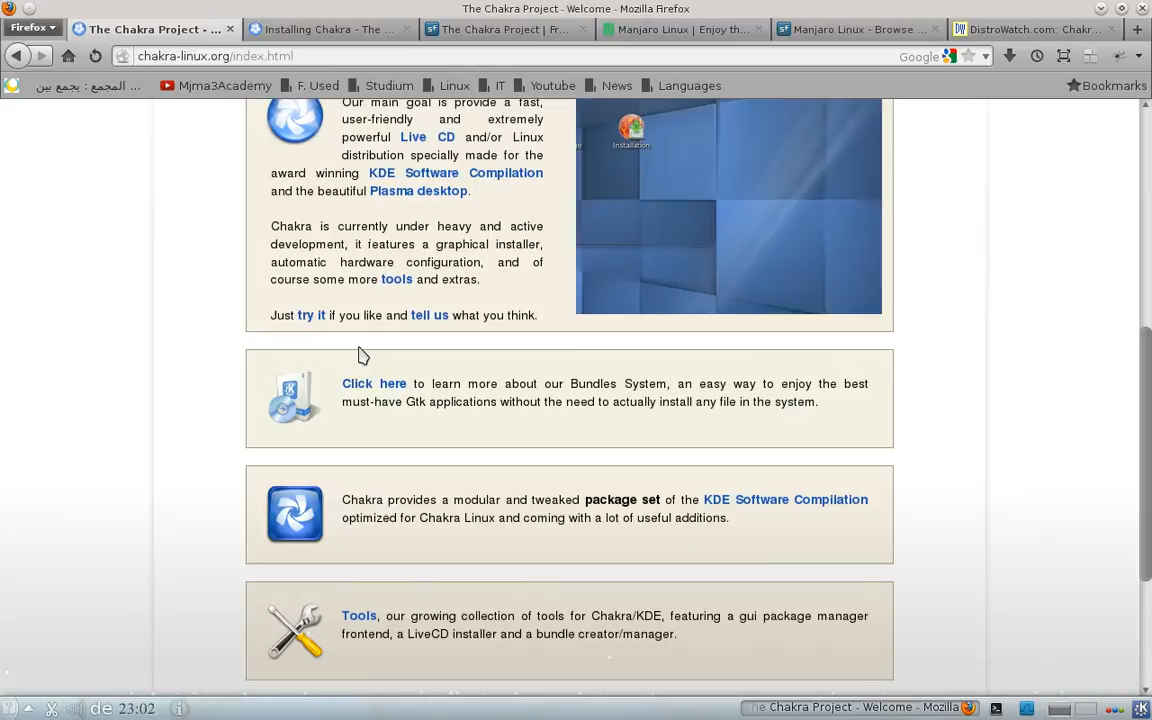 The Chakra Project - Welcome - Mozilla Firefox
Firefox
The Chakra Project - ...
Installing Chakra - The ...
The Chakra Project | Fr...
Manjaro Linux | Enjoy th...
Manjaro Linux - Browse ...
DistroWatch.com: Chakr...
chakra-linux.org/index.html
Google
المجمع : يجمع بين ...
Mjma3Academy
F. Used
Studium
Linux
IT
Youtube
News
Languages
Bookmarks
Our main goal is provide a fast,
user-friendly and extremely
powerful Live CD and/or Linux
distribution specially made for the
award winning KDE Software Compilation
and the beautiful Plasma desktop.
Installation
Chakra is currently under heavy and active
development, it features a graphical installer,
automatic hardware configuration, and of
course some more tools and extras.
Just try it if you like and tell us what you think.
Click here to learn more about our Bundles System, an easy way to enjoy the best
must-have Gtk applications without the need to actually install any file in the system.
Chakra provides a modular and tweaked package set of the KDE Software Compilation
optimized for Chakra Linux and coming with a lot of useful additions.
Tools, our growing collection of tools for Chakra/KDE, featuring a gui package manager
frontend, a LiveCD installer and a bundle creator/manager.
de 23:02
he Chakra Project - Welcome - Mozilla